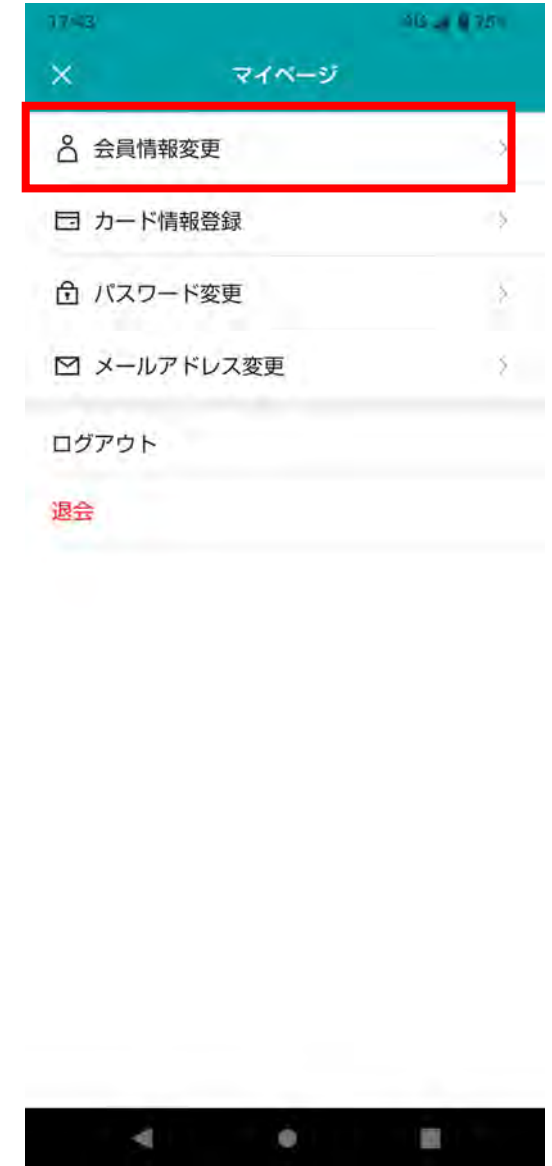 17:43
マイページ
会員情報変更
カード情報登録
パスワード変更
メールアドレス変更
ログアウト
退会